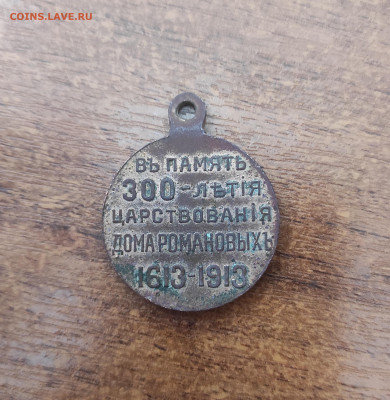 COINS.LAVE.RU
ВЪ ПАМЯТЬ
300-ЛѢТІЯ
ЦАРСТВОВАНІЯ
ДОМА РОМАНОВЫХЪ
1613-1913